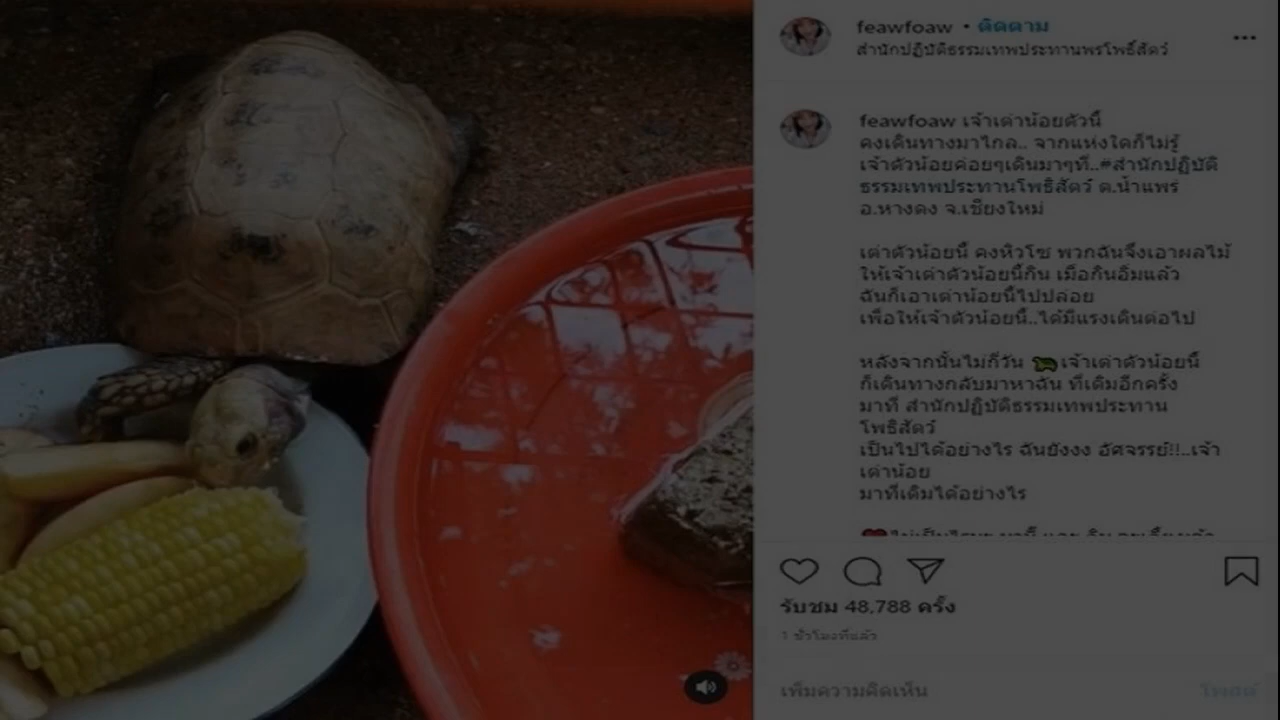 feawfoaw • ติดตาม
สำนักปฏิบัติธรรมเทพประทานพรโพธิ์สัตว์
feawfoaw เจ้าเต่าน้อยตัวนี้
คงเดินทางมาไกล.. จากแห่งใดก็ไม่รู้
เจ้าตัวน้อยค่อยๆเดินมาๆที่..#สำนักปฏิบัติ
ธรรมเทพประทานโพธิสัตว์ ต.น้ำแพร่
อ.หางดง จ.เชียงใหม่
เต่าตัวน้อยนี้ คงหิวโซ พวกฉันจึงเอาผลไม้
ให้เจ้าเต่าตัวน้อยนี้กิน เมื่อกินอิ่มแล้ว
ฉันก็เอาเต่าน้อยนี้ไปปล่อย
เพื่อให้เจ้าตัวน้อยนี้..ได้มีแรงเดินต่อไป
หลังจากนั้นไม่กี่วัน 🐢 เจ้าเต่าตัวน้อยนี้
ก็เดินทางกลับมาหาฉัน ที่เดิมอีกครั้ง
มาที่ สำนักปฏิบัติธรรมเทพประทาน
โพธิสัตว์
เป็นไปได้อย่างไร ฉันยังงง อัศจรรย์!!..เจ้า
เต่าน้อย
มาที่เดิมได้อย่างไร
รับชม 48,788 ครั้ง
1 ชั่วโมงที่แล้ว
เพิ่มความคิดเห็น
โพสต์